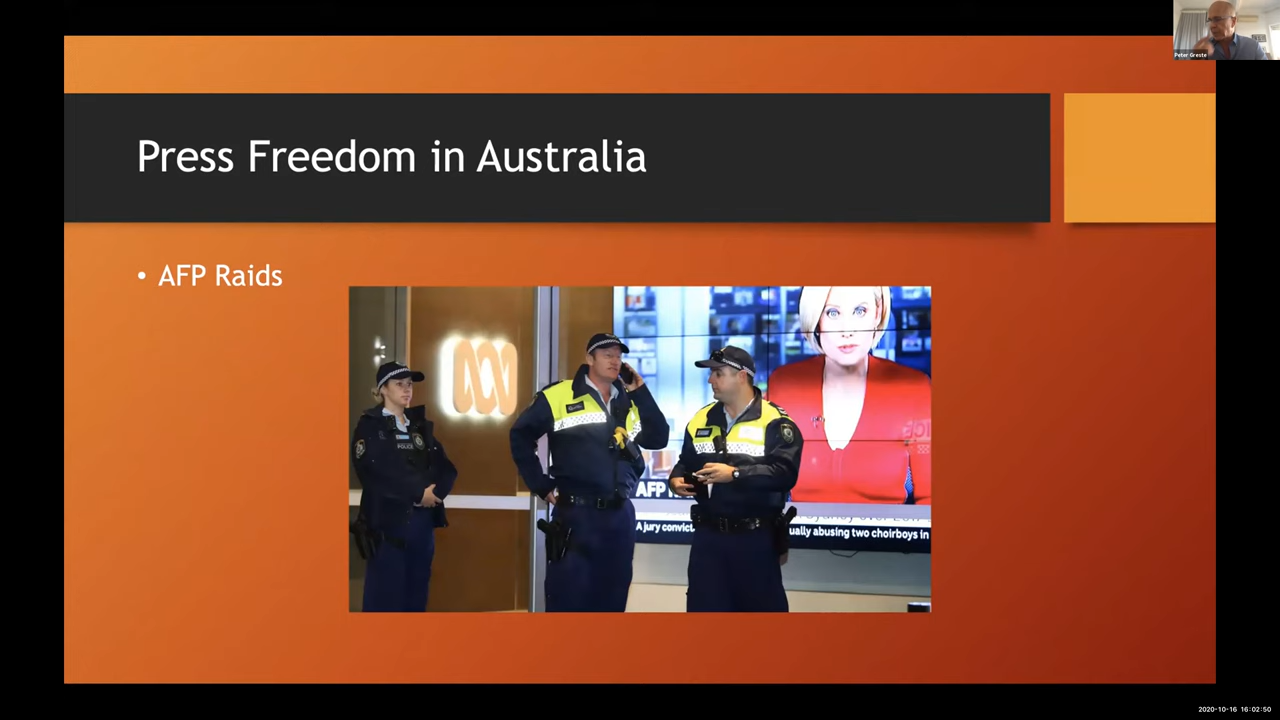 Peter Greste
Press Freedom in Australia
• AFP Raids
POLICE
AFP
A jury convict
ually abusing two choirboys in
2020-10-16 16:02:50